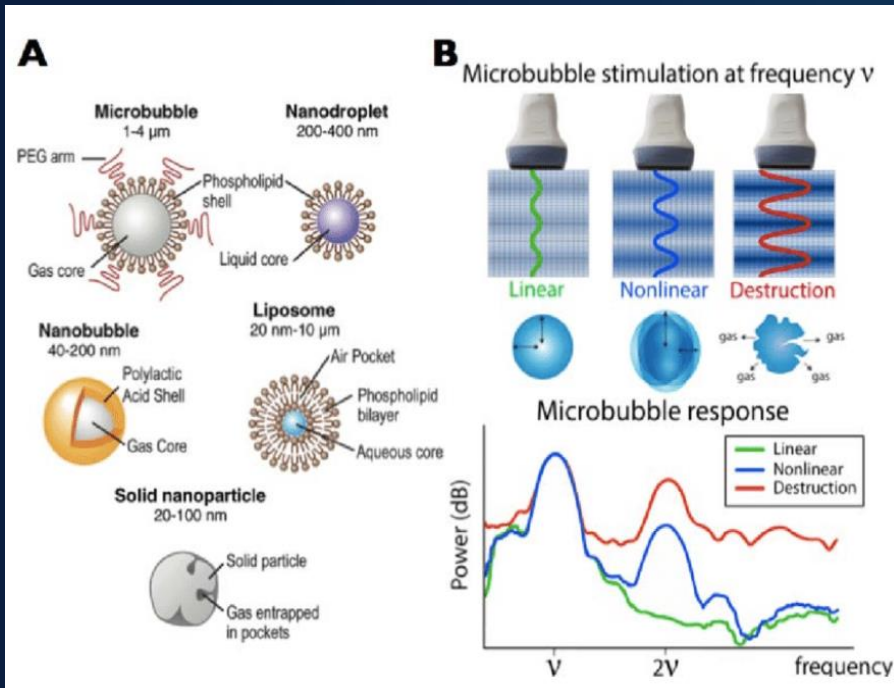 A
Microbubble
1-4 µm
PEG arm
Gas core
Phospholipid
shell
Nanodroplet
200-400 nm
Liquid core
Nanobubble
40-200 nm
Polylactic
Acid Shell
Gas Core
Liposome
20 nm-10 µm
Air Pocket
Phospholipid
bilayer
Aqueous core
Solid nanoparticle
20-100 nm
Solid particle
Gas entrapped
in pockets
B
Microbubble stimulation at frequency ν
Linear
Nonlinear
Destruction
gas
gas
gas
gas
Microbubble response
Linear
Nonlinear
Destruction
Power (dB)
ν
2ν
frequency